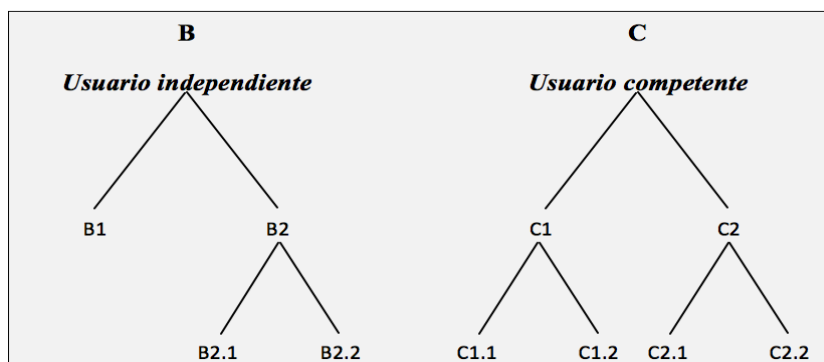 B
Usuario independiente
B1
B2
B2.1
B2.2
C
Usuario competente
C1
C2
C1.1
C1.2
C2.1
C2.2